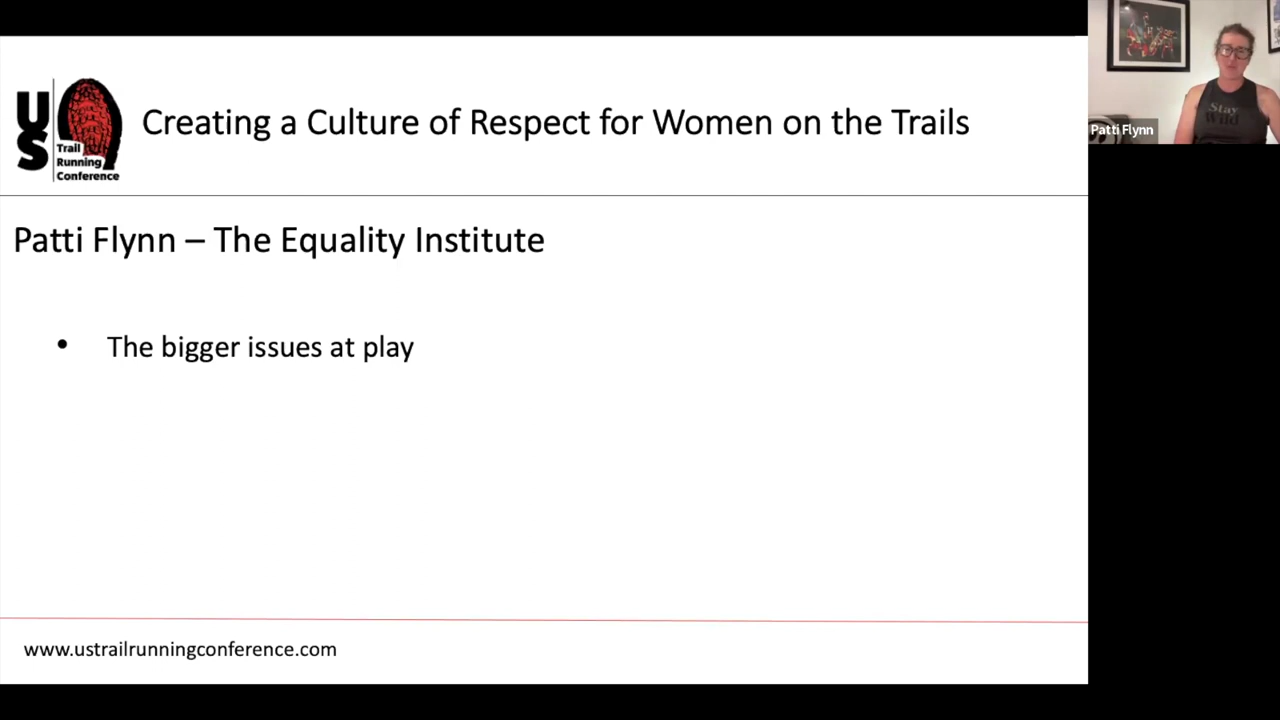 US
Trail
Running
Conference
Creating a Culture of Respect for Women on the Trails
Patti Flynn – The Equality Institute
• The bigger issues at play
www.ustrailrunningconference.com
Stay
Wild
Patti Flynn